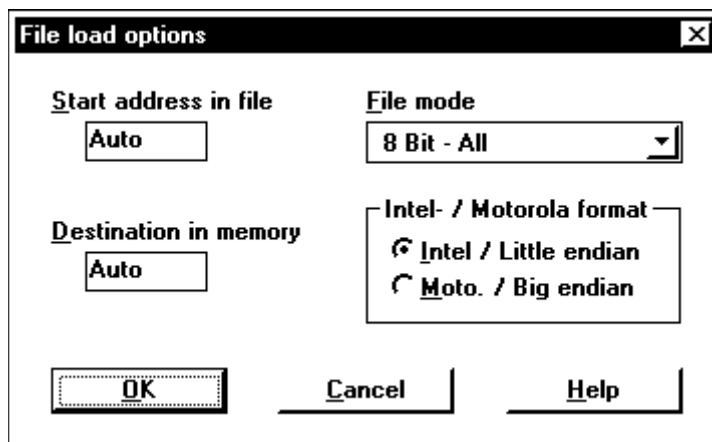 File load options
Start address in file
Auto
File mode
8 Bit - All
Destination in memory
Auto
Intel- / Motorola format
Intel / Little endian
Moto. / Big endian
OK
Cancel
Help